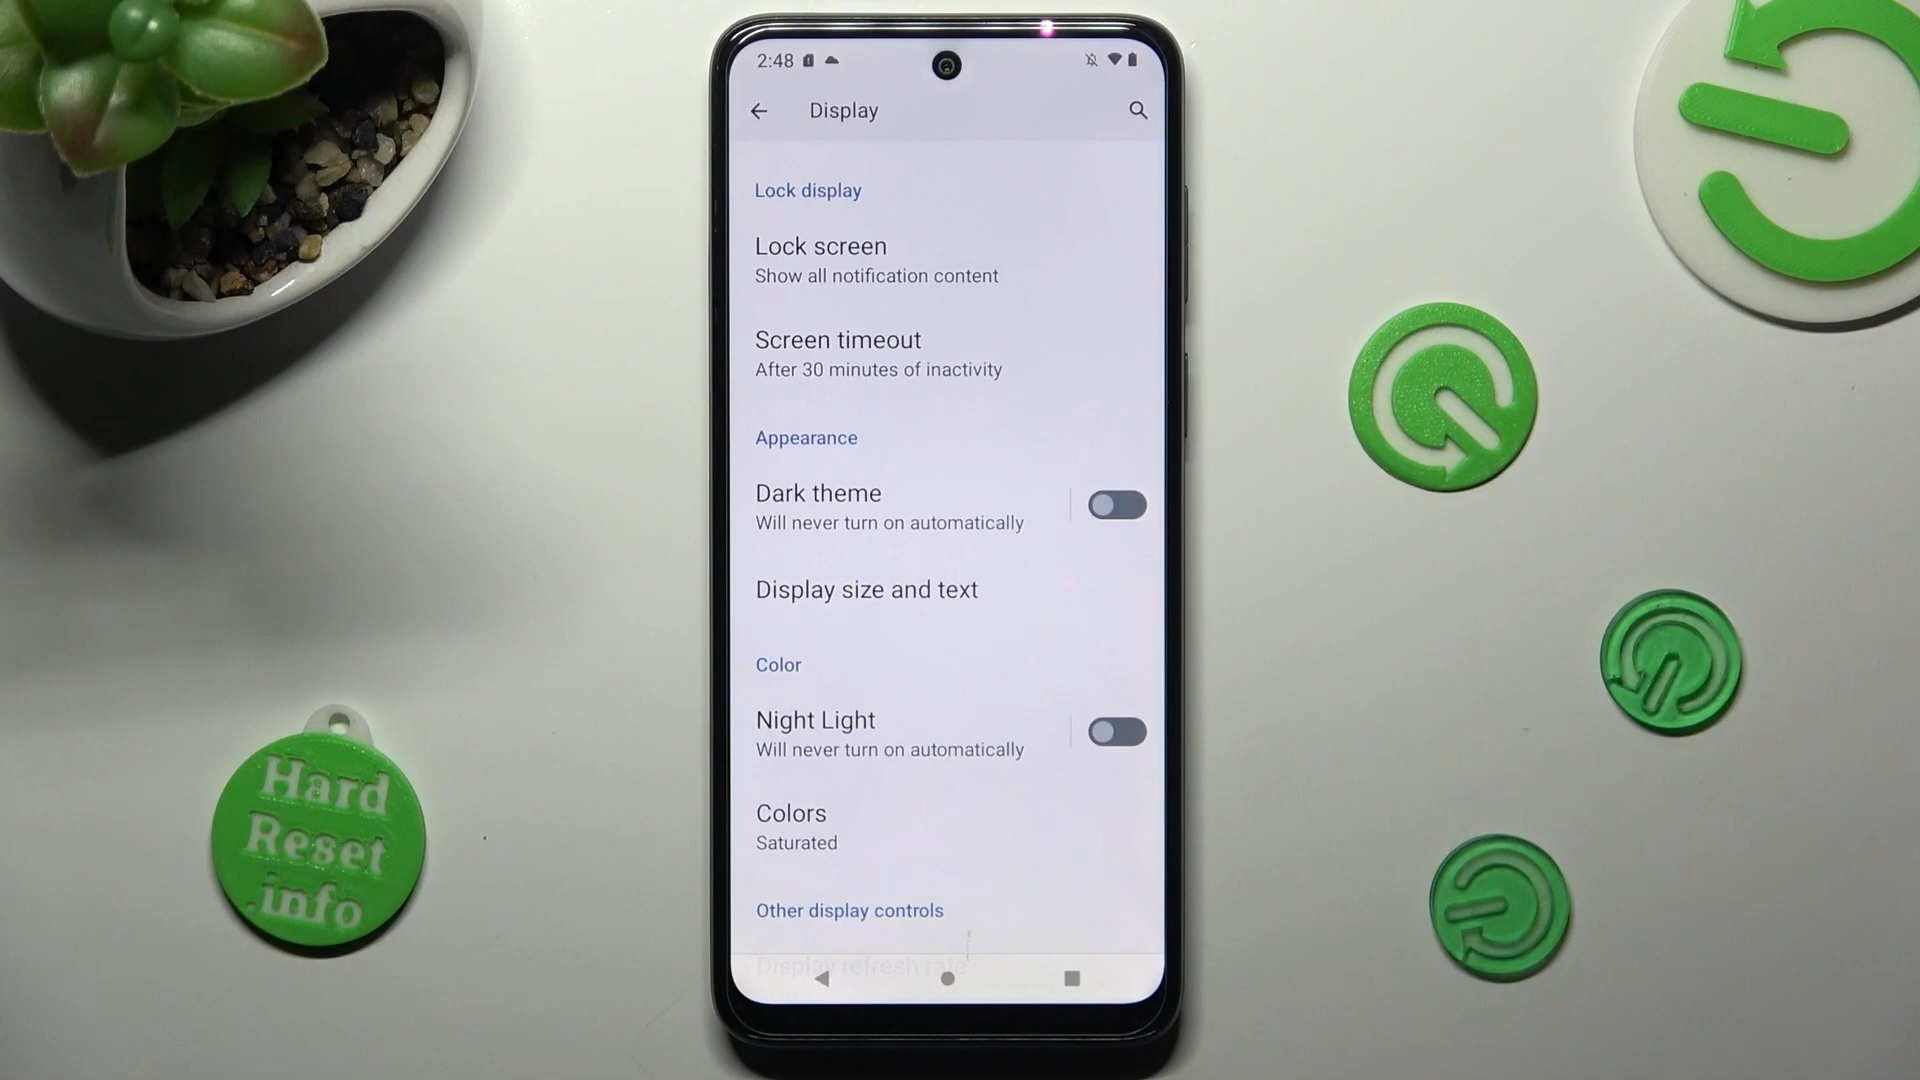 2:48
Display
Lock display
Lock screen
Show all notification content
Screen timeout
After 30 minutes of inactivity
Appearance
Dark theme
Will never turn on automatically
Display size and text
Color
Night Light
Will never turn on automatically
Colors
Saturated
Other display controls
Display refresh rate
Hard
Reset
.info